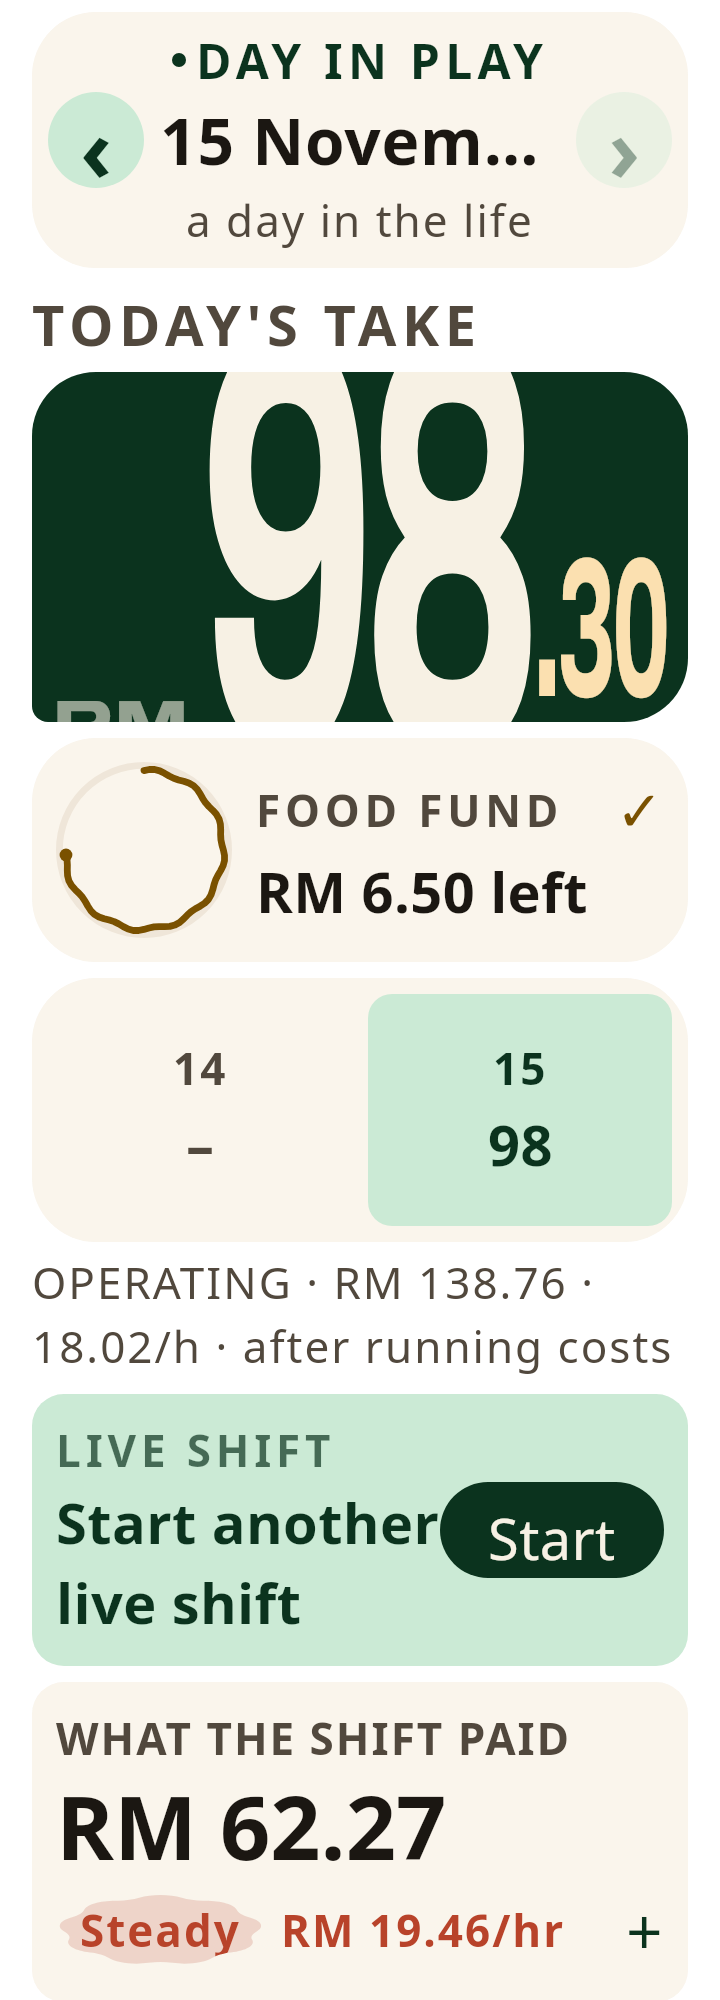 •DAY IN PLAY
‹ 15 Novem... ›
a day in the life
TODAY'S TAKE
RM 98.30
FOOD FUND ✓
RM 6.50 left
14 15
– 98
OPERATING · RM 138.76 ·
18.02/h · after running costs
LIVE SHIFT
Start another
live shift
Start
WHAT THE SHIFT PAID
RM 62.27
Steady RM 19.46/hr +